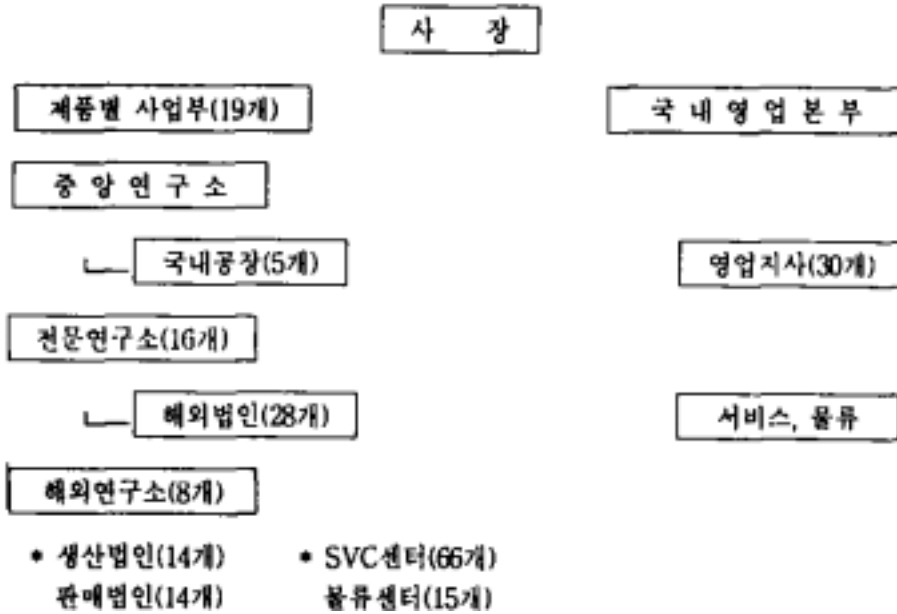 사 장
제품별 사업부(19개) 국 내 영 업 본 부
중 앙 연 구 소
국내공장(5개) 영업지사(30개)
전문연구소(16개)
해외법인(28개) 서비스, 물류
해외연구소(8개)
* 생산법인(14개) * SVC센터(66개)
판매법인(14개) 물류센터(15개)